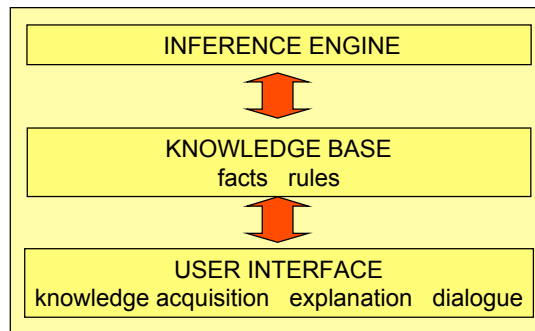 INFERENCE ENGINE
KNOWLEDGE BASE
facts rules
USER INTERFACE
knowledge acquisition explanation dialogue